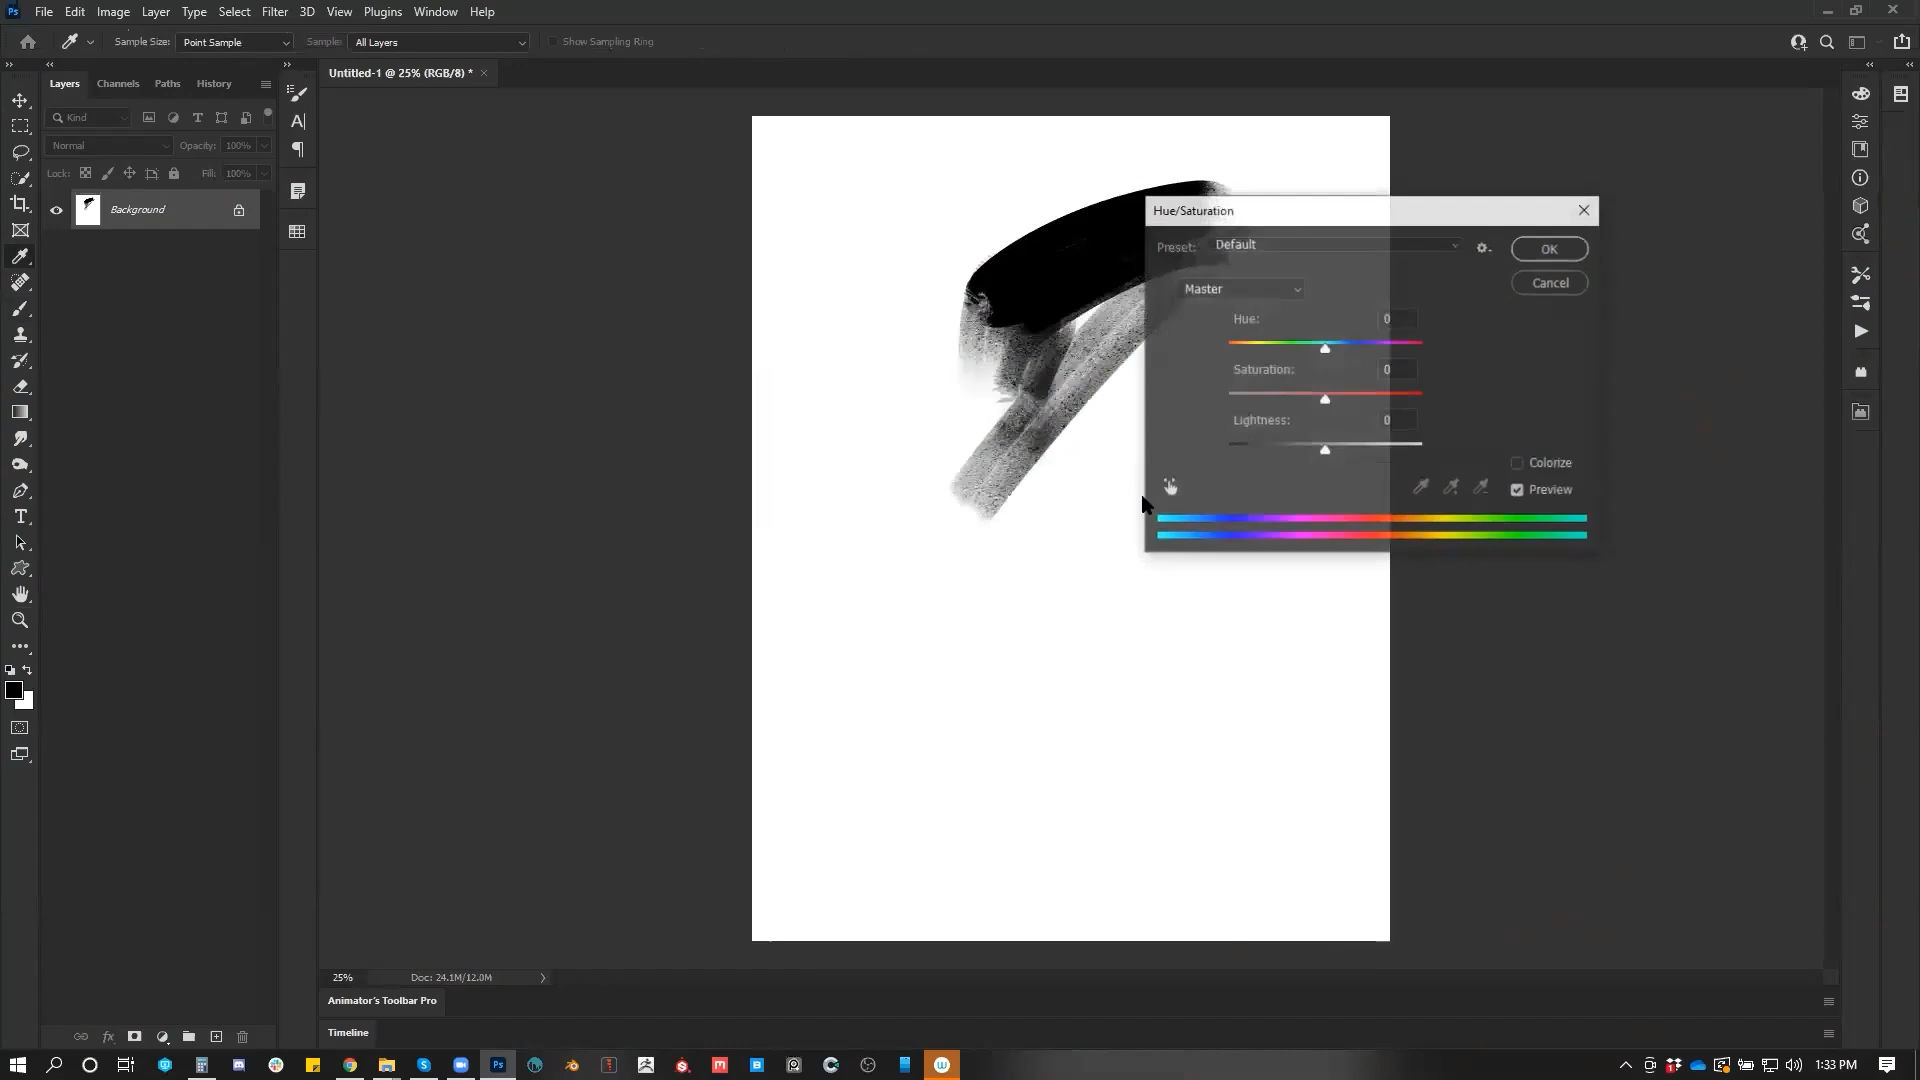 Ps File Edit Image Layer Type Select Filter 3D View Plugins Window Help
Sample Size: Point Sample Sample: All Layers Show Sampling Ring
Layers Channels Paths History
Untitled-1 @ 25% (RGB/8) *
Kind
Normal Opacity: 100%
Lock: Fill: 100%
Background
Hue/Saturation
Preset: Default
OK
Master
Cancel
Hue: 0
Saturation: 0
Lightness: 0
Colorize
Preview
25% Doc: 24.1M/12.0M
Animator's Toolbar Pro
Timeline
1:33 PM